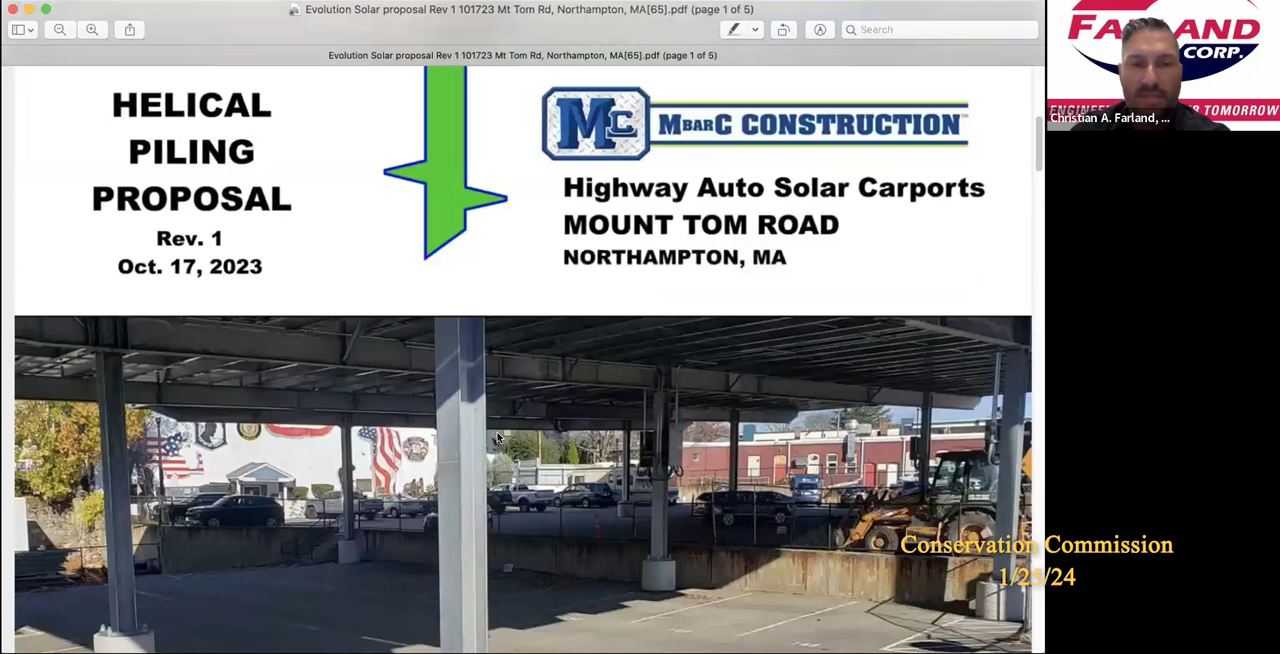 Evolution Solar proposal Rev 1 101723 Mt Tom Rd, Northampton, MA[65].pdf (page 1 of 5)
Search
Evolution Solar proposal Rev 1 101723 Mt Tom Rd, Northampton, MA[65].pdf (page 1 of 5)
HELICAL
PILING
PROPOSAL
Rev. 1
Oct. 17, 2023
MC
MBARC CONSTRUCTION™
Highway Auto Solar Carports
MOUNT TOM ROAD
NORTHAMPTON, MA
FARLAND
CORP.
TOMORROW
Christian A. Farland, ...
Conservation Commission
1/25/24